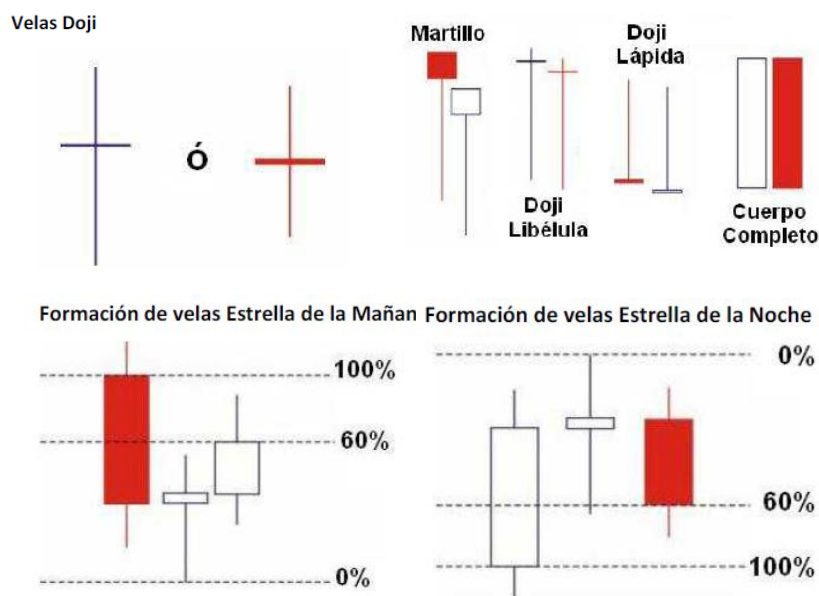 Velas Doji
Ó
Martillo
Doji
Libélula
Doji
Lápida
Cuerpo
Completo
Formación de velas Estrella de la Mañan
100%
60%
0%
Formación de velas Estrella de la Noche
0%
60%
100%